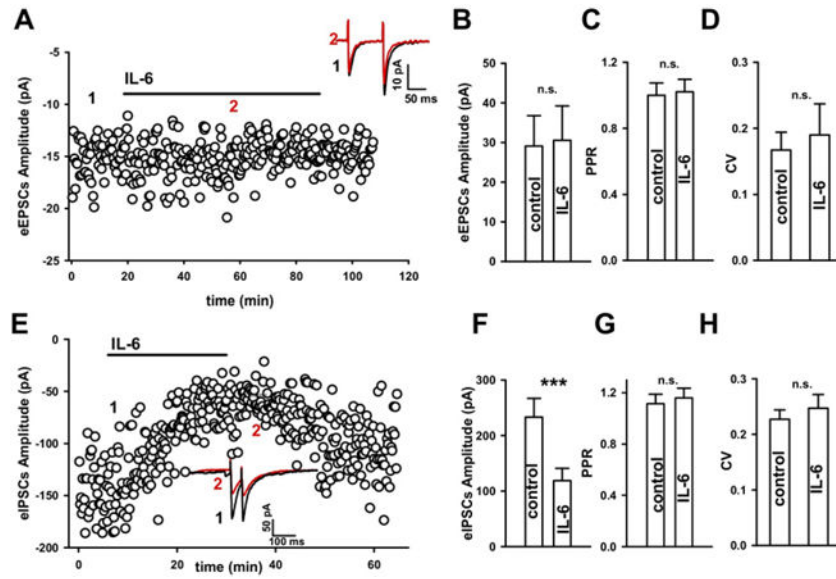 A
-5
-10
-15
-20
-25
eEPSCs Amplitude (pA)
1
IL-6
2
0 20 40 60 80 100 120
time (min)
2
1
10 pA
50 ms
B
50
40
30
20
10
0
eEPSCs Amplitude (pA)
n.s.
control
IL-6
C
1.2
0.8
0.4
0.0
PPR
n.s.
control
IL-6
D
0.3
0.2
0.1
0.0
CV
n.s.
control
IL-6
E
0
-50
-100
-150
-200
eIPSCs Amplitude (pA)
IL-6
1
2
2
1
50 pA
100 ms
0 20 40 60
time (min)
F
300
200
100
0
eIPSCs Amplitude (pA)
***
control
IL-6
G
1.2
0.8
0.4
0.0
PPR
n.s.
control
IL-6
H
0.3
0.2
0.1
0.0
CV
n.s.
control
IL-6